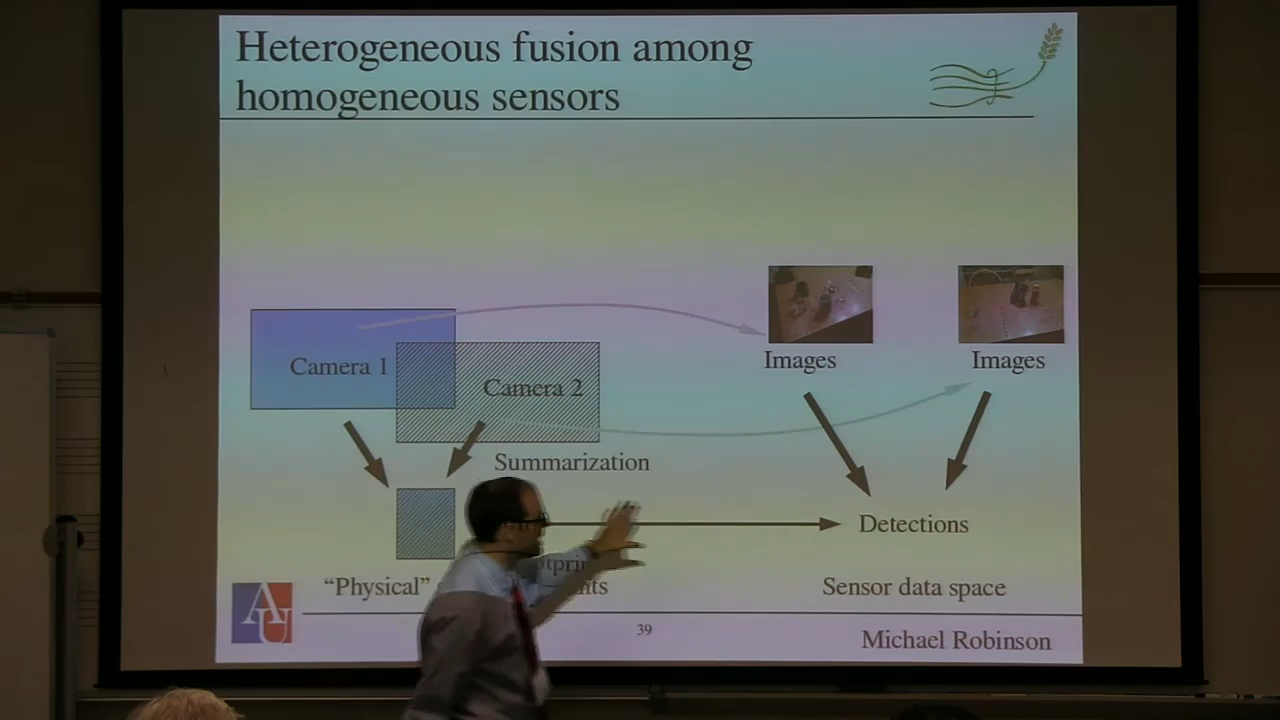 Heterogeneous fusion among
homogeneous sensors
Camera 1
Camera 2
Images
Images
Summarization
Detections
"Physical"
Sensor data space
AU
39
Michael Robinson